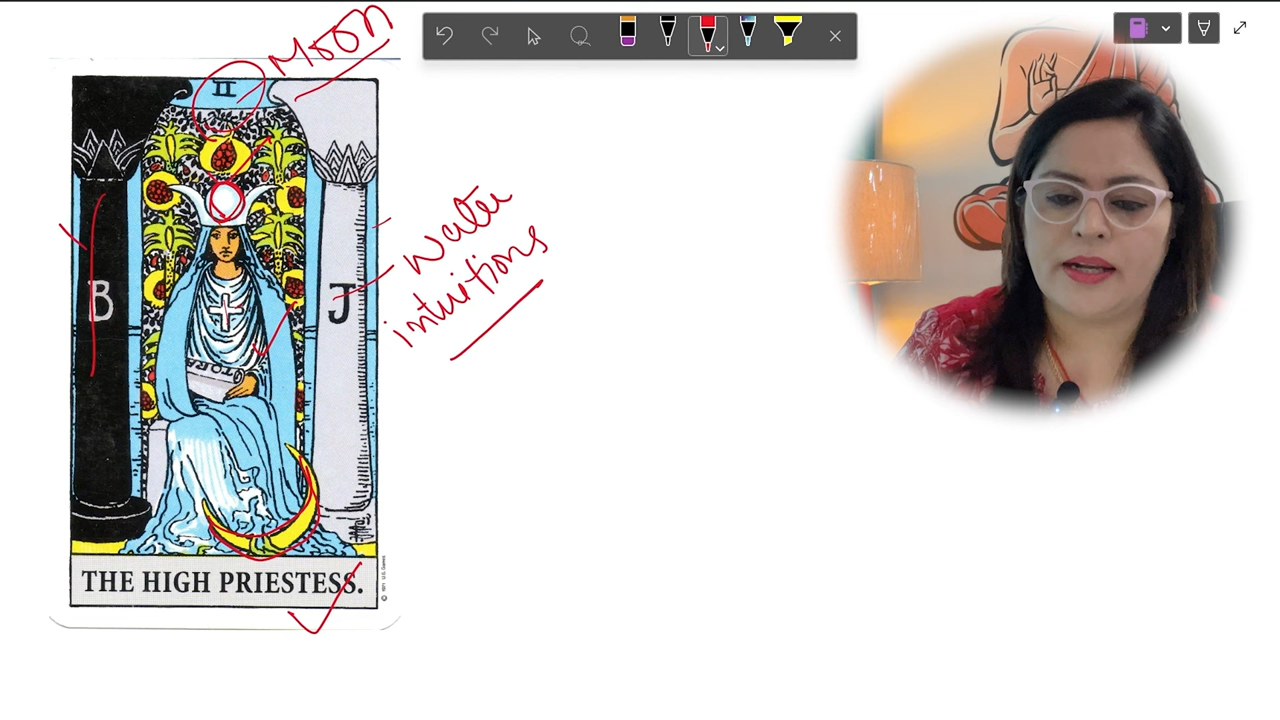 Moon
II
B
J
TORA
Water
intuitions
THE HIGH PRIESTESS.